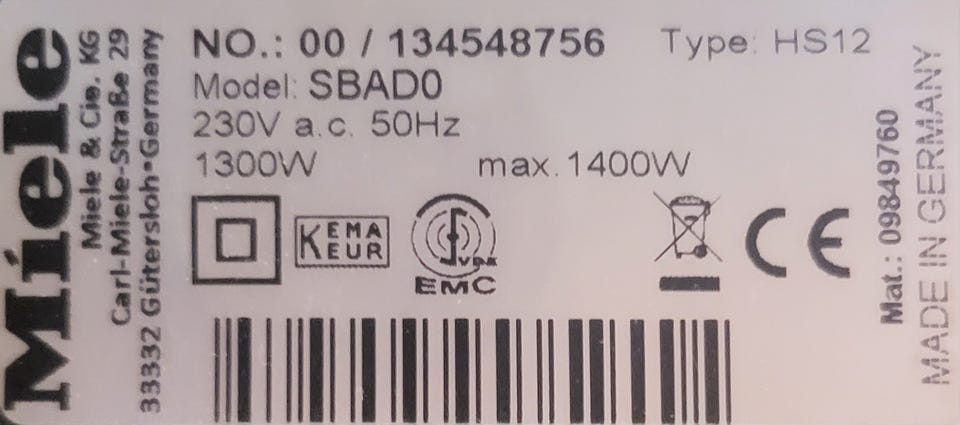 Miele
Miele & Cie. KG
Carl-Miele-Straße 29
33332 Gütersloh•Germany
NO.: 00 / 134548756 Type: HS12
Model: SBAD0
230V a.c. 50Hz
1300W max. 1400W
KEMA
KEUR
VDE
EMC
CE
Mat.: 09849760
MADE IN GERMANY